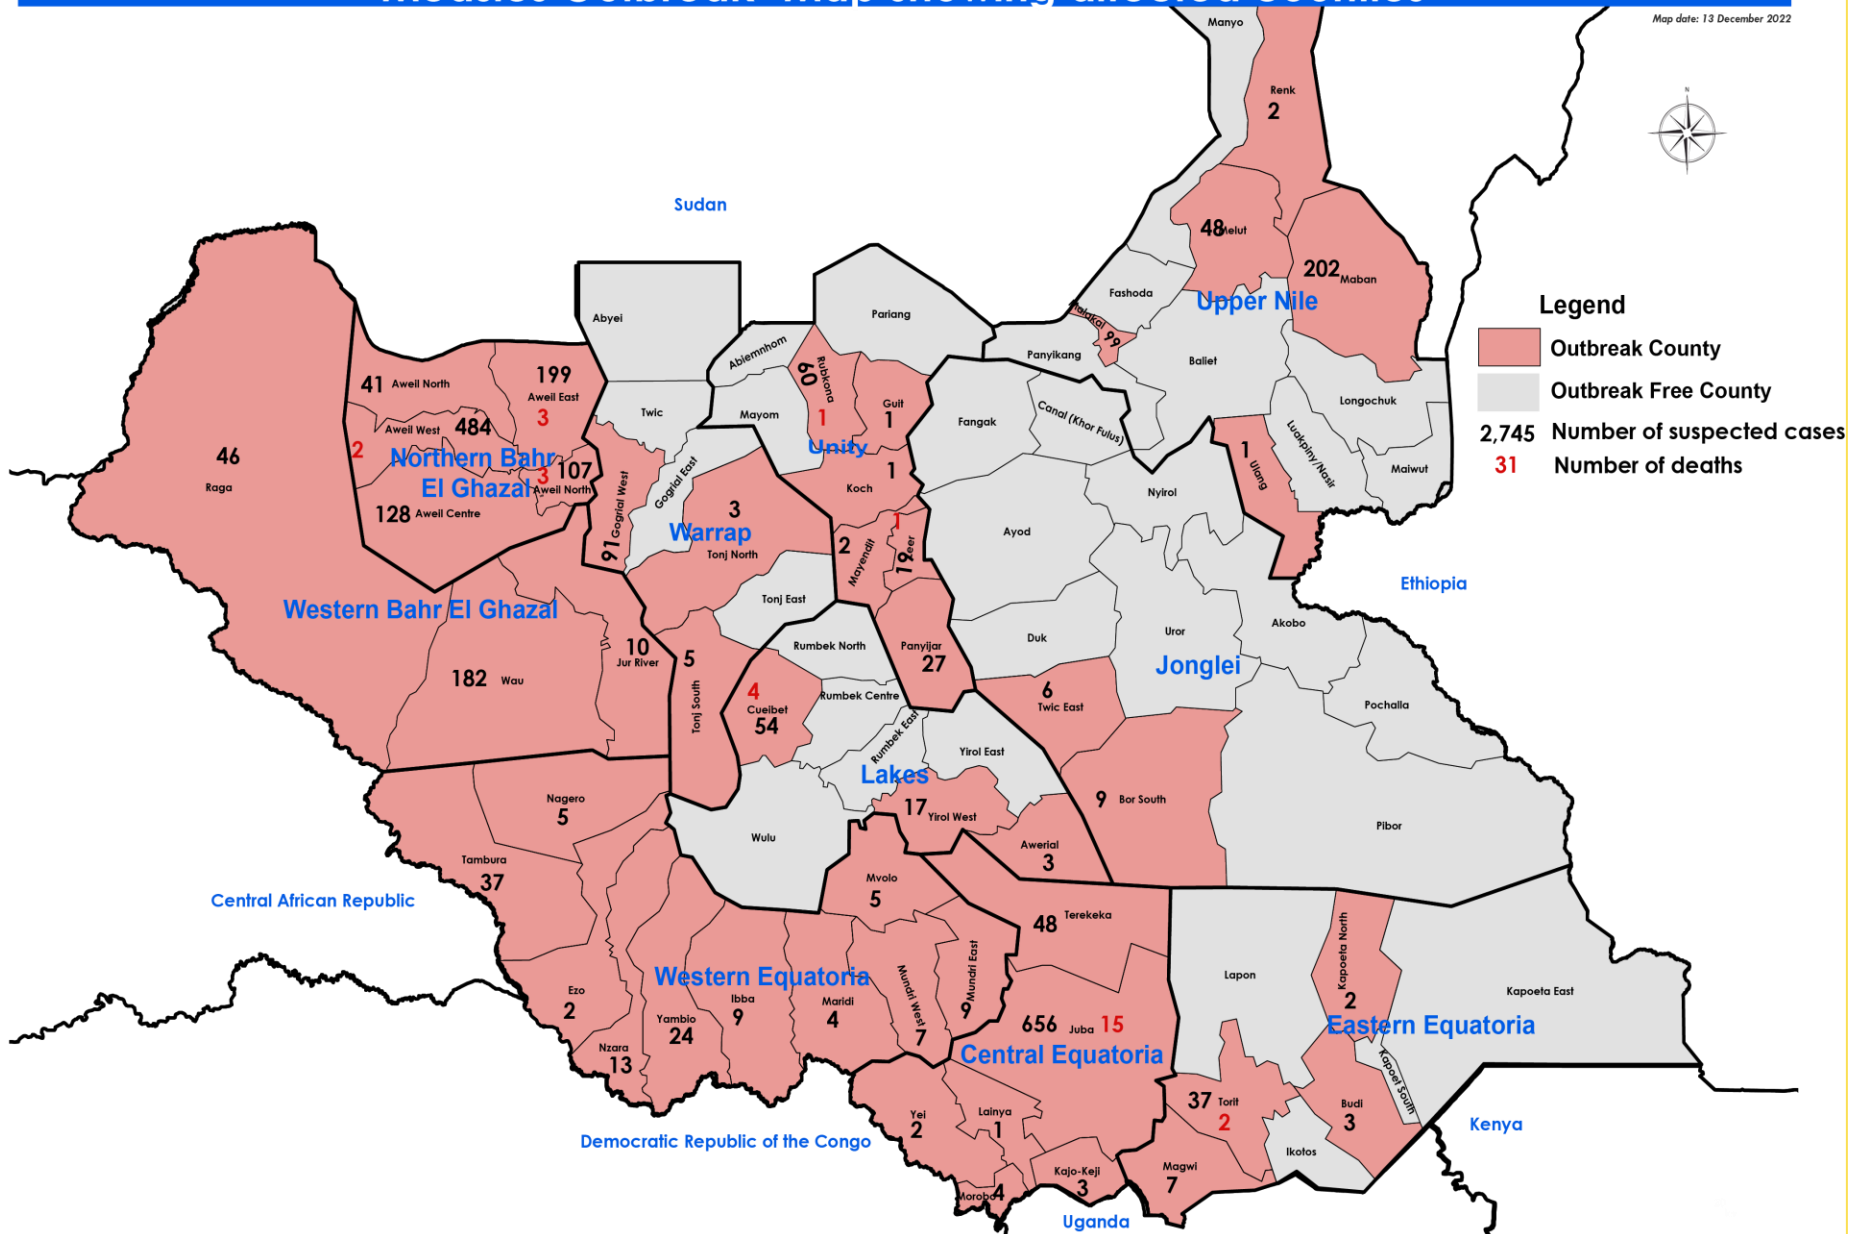 Measles Outbreak- Map showing affected Counties
Map date: 13 December 2022
N
Manyo
Renk
2
Sudan
48
Melut
202
Maban
Upper Nile
Fashoda
Malakal
99
Panyikang
Baliet
Longochuk
Luakpiny/Nasir
Maiwut
1
Ulang
Legend
Outbreak County
Outbreak Free County
2,745 Number of suspected cases
31 Number of deaths
Abyei
Pariang
Abiemnhom
Rubkona
60
1
Guit
1
Mayom
Unity
Koch
1
2
Mayendit
1
19
Leer
Panyijar
27
41 Aweil North
199
Aweil East
3
Aweil West 484
2
Northern Bahr
El Ghazal
3 107
Aweil North
128 Aweil Centre
46
Raga
Twic
Gogrial West
91
Gogrial East
3
Warrap
Tonj North
Tonj East
5
Tonj South
Western Bahr El Ghazal
182 Wau
10
Jur River
Fangak
Canal (Khor Fulus)
Nyirol
Ayod
Duk
Uror
Akobo
Jonglei
6
Twic East
Pochalla
9 Bor South
Pibor
Ethiopia
Rumbek North
4
Cueibet
54
Rumbek Centre
Rumbek East
Yirol East
Lakes
17 Yirol West
Wulu
Awerial
3
Nagero
5
Tambura
37
Central African Republic
Mvolo
5
Western Equatoria
Ezo
2
Nzara
13
Yambio
24
Ibba
9
Maridi
4
Mundri West
7
Mundri East
9
48 Terekeka
656 Juba 15
Central Equatoria
Yei
2
Lainya
1
Morobo 4
Kajo-Keji
3
Lapon
Kapoeta North
2
Kapoeta East
Eastern Equatoria
Kapoet South
37 Torit
2
Budi
3
Ikotos
Magwi
7
Democratic Republic of the Congo
Uganda
Kenya